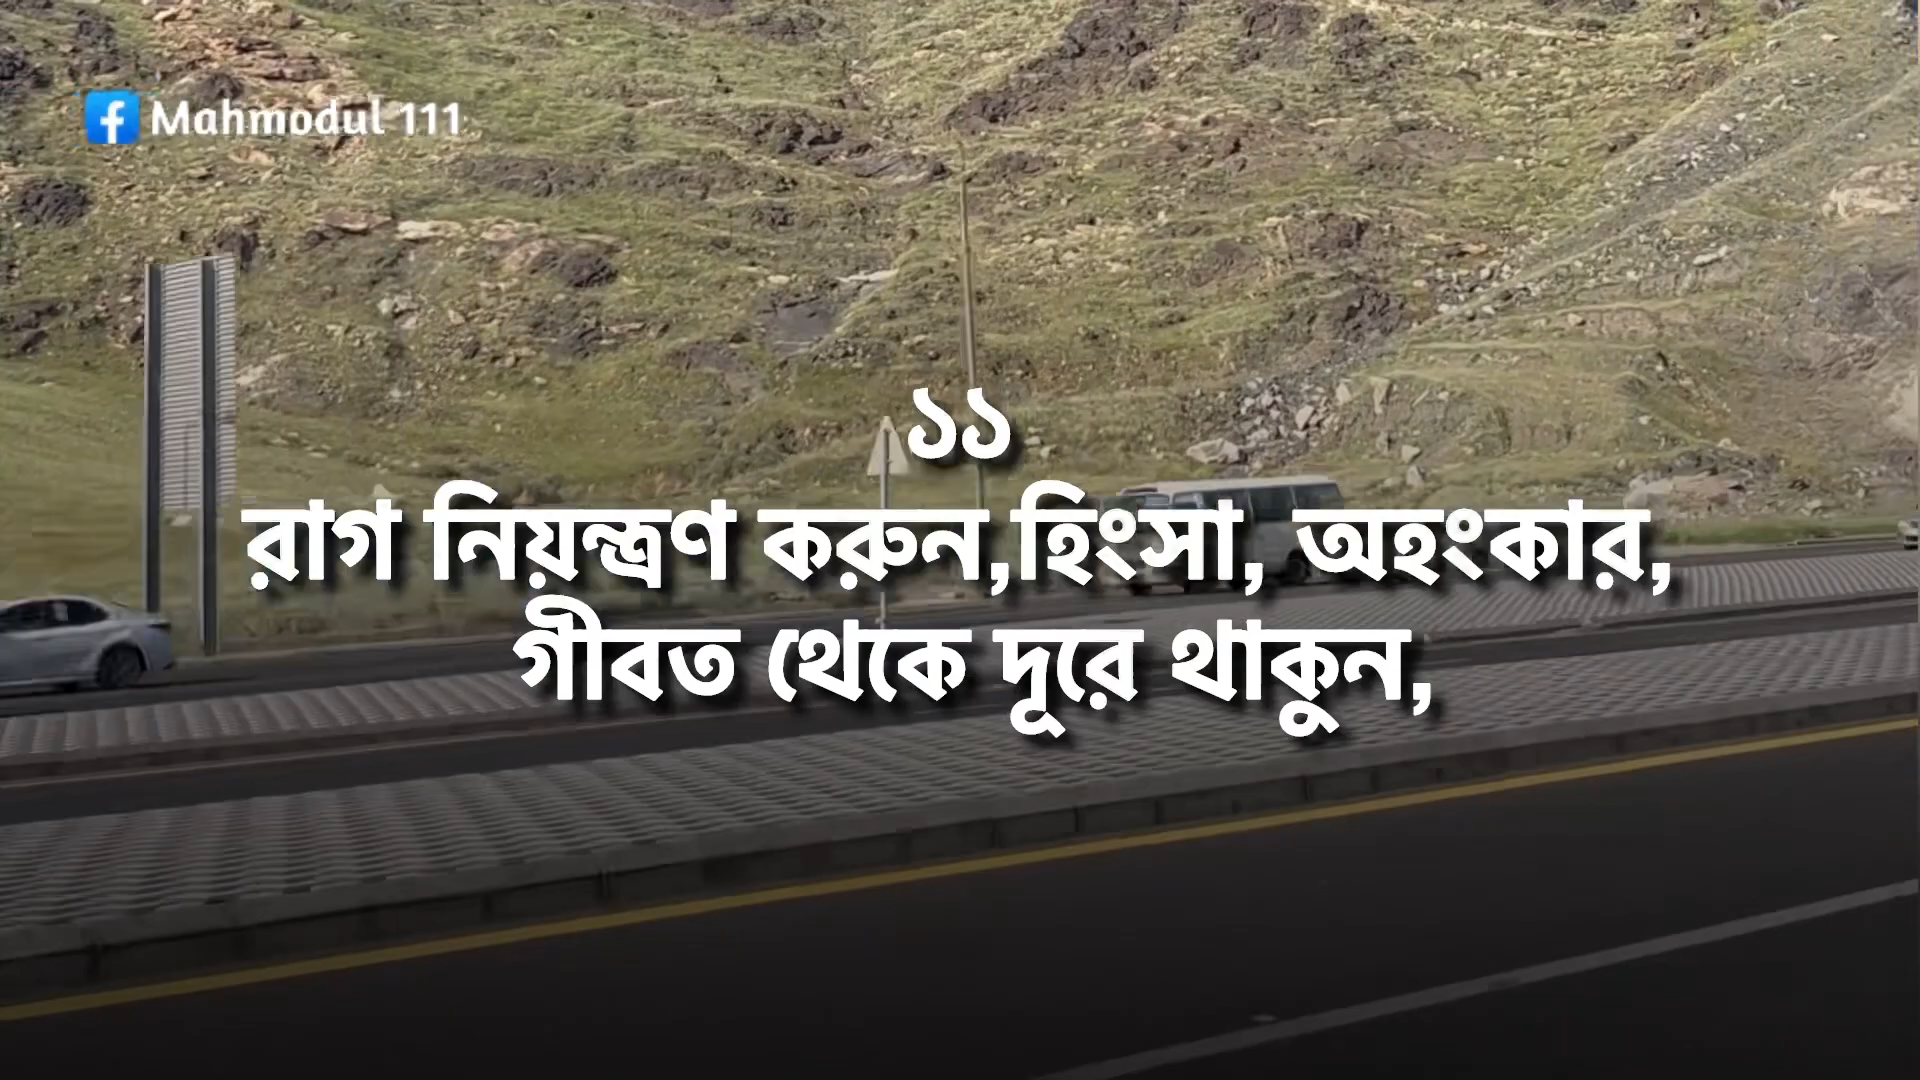 Mahmodul 111
১১
রাগ নিয়ন্ত্রণ করুন,হিংসা, অহংকার,
গীবত থেকে দূরে থাকুন,